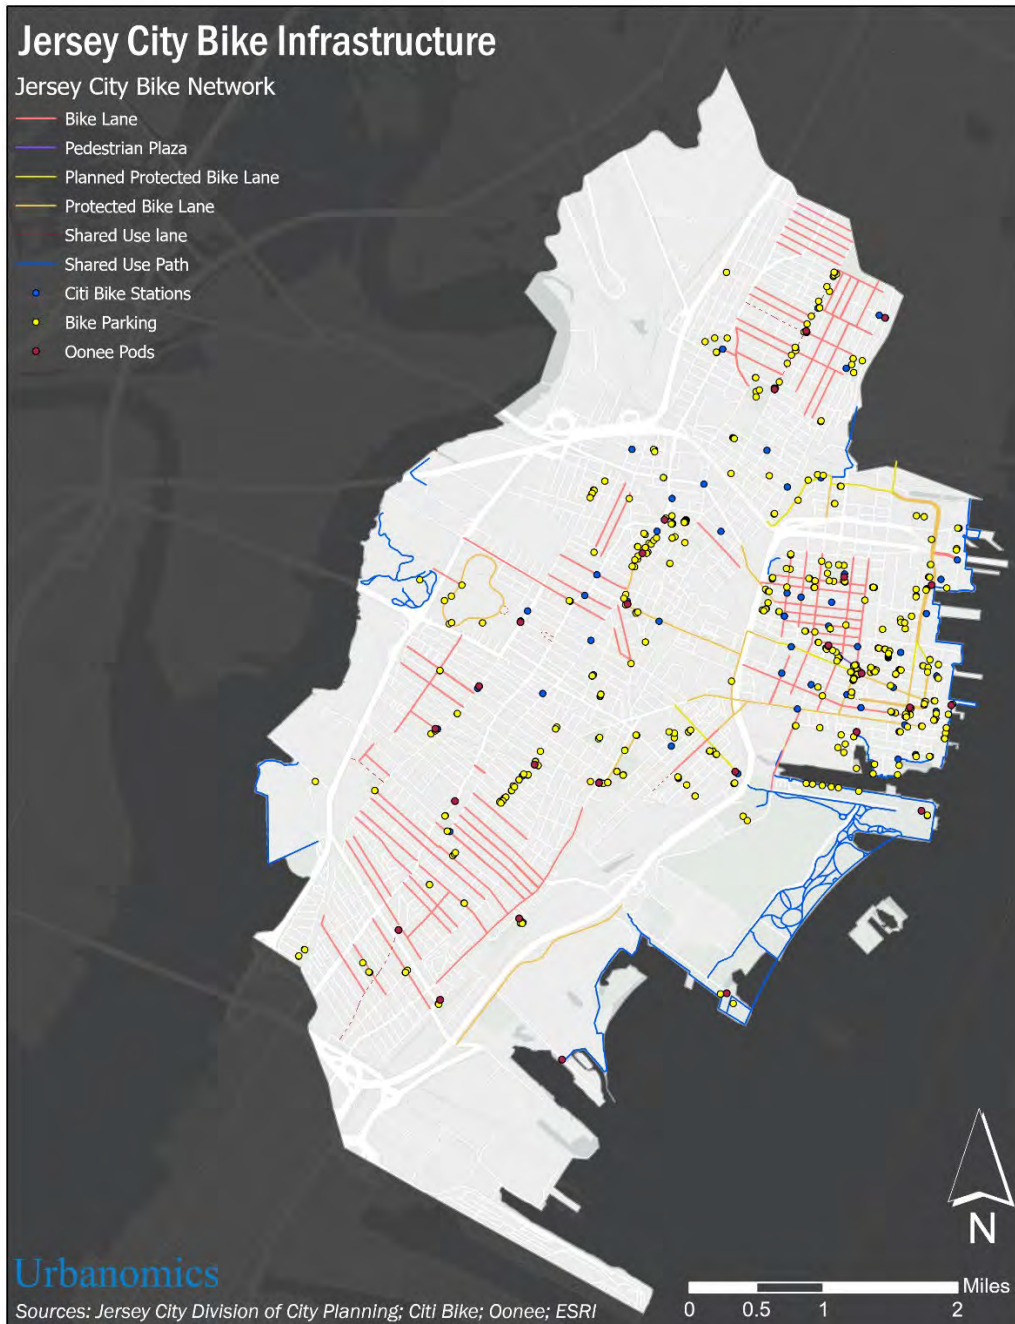 Jersey City Bike Infrastructure
Jersey City Bike Network
Bike Lane
Pedestrian Plaza
Planned Protected Bike Lane
Protected Bike Lane
Shared Use lane
Shared Use Path
Citi Bike Stations
Bike Parking
Oonee Pods
N
Urbanomics
Miles
0 0.5 1 2
Sources: Jersey City Division of City Planning; Citi Bike; Oonee; ESRI